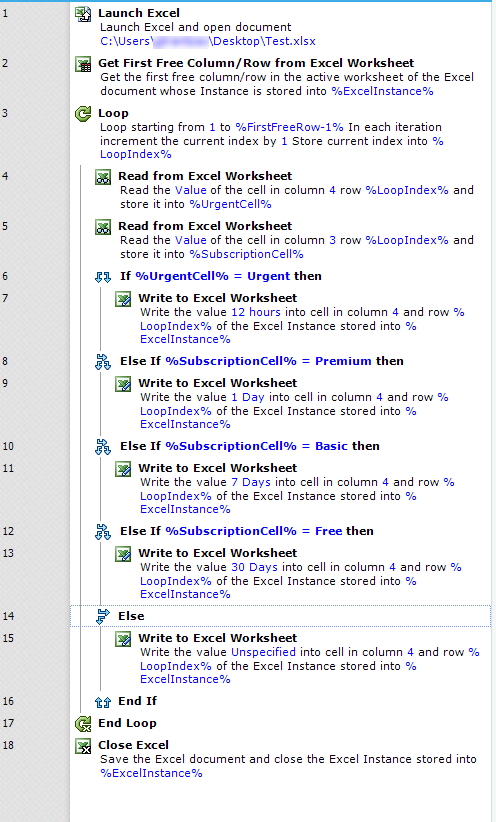 1 Launch Excel
Launch Excel and open document
C:\Users\ \Desktop\Test.xlsx
2 Get First Free Column/Row from Excel Worksheet
Get the first free column/row in the active worksheet of the Excel
document whose Instance is stored into %ExcelInstance%
3 Loop
Loop starting from 1 to %FirstFreeRow-1% In each iteration
increment the current index by 1 Store current index into %
LoopIndex%
4 Read from Excel Worksheet
Read the Value of the cell in column 4 row %LoopIndex% and
store it into %UrgentCell%
5 Read from Excel Worksheet
Read the Value of the cell in column 3 row %LoopIndex% and
store it into %SubscriptionCell%
6 If %UrgentCell% = Urgent then
7 Write to Excel Worksheet
Write the value 12 hours into cell in column 4 and row %
LoopIndex% of the Excel Instance stored into %
ExcelInstance%
8 Else If %SubscriptionCell% = Premium then
9 Write to Excel Worksheet
Write the value 1 Day into cell in column 4 and row %
LoopIndex% of the Excel Instance stored into %
ExcelInstance%
10 Else If %SubscriptionCell% = Basic then
11 Write to Excel Worksheet
Write the value 7 Days into cell in column 4 and row %
LoopIndex% of the Excel Instance stored into %
ExcelInstance%
12 Else If %SubscriptionCell% = Free then
13 Write to Excel Worksheet
Write the value 30 Days into cell in column 4 and row %
LoopIndex% of the Excel Instance stored into %
ExcelInstance%
14 Else
15 Write to Excel Worksheet
Write the value Unspecified into cell in column 4 and row %
LoopIndex% of the Excel Instance stored into %
ExcelInstance%
16 End If
17 End Loop
18 Close Excel
Save the Excel document and close the Excel Instance stored into
%ExcelInstance%